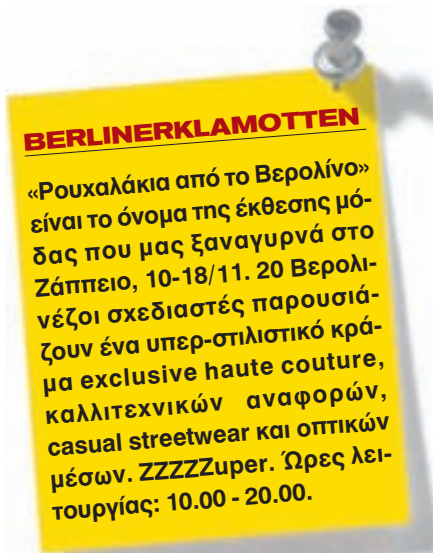 BERLINERKLAMOTTEN
«Ρουχαλάκια από το Βερολίνο»
είναι το όνομα της έκθεσης μό-
δας που μας ξαναγυρνά στο
Ζάππειο, 10-18/11. 20 Βερολι-
νέζοι σχεδιαστές παρουσιά-
ζουν ένα υπερ-στιλιστικό κρά-
μα exclusive haute couture,
καλλιτεχνικών αναφορών,
casual streetwear και οπτικών
μέσων. ZZZZZuper. Ώρες λει-
τουργίας: 10.00 - 20.00.